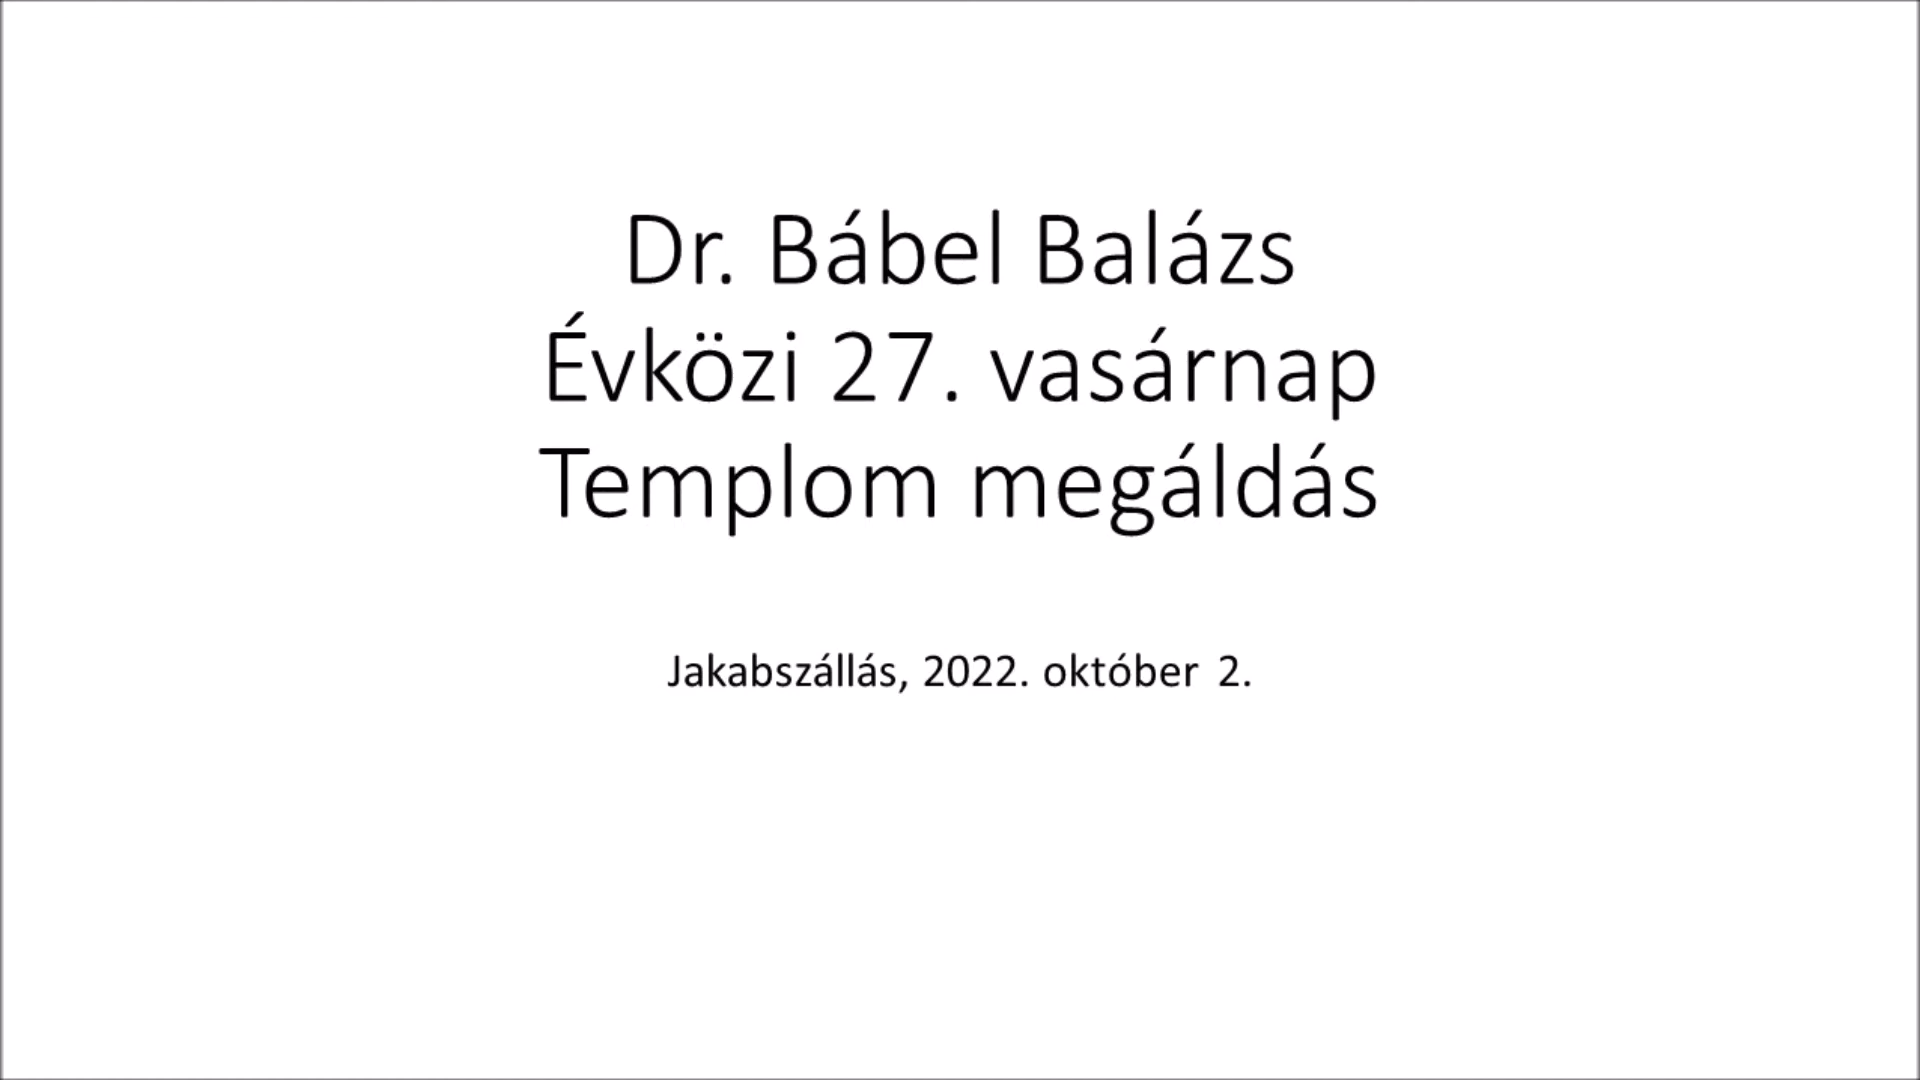 Dr. Bábel Balázs
Évközi 27. vasárnap
Templom megáldás
Jakabszállás, 2022. október 2.